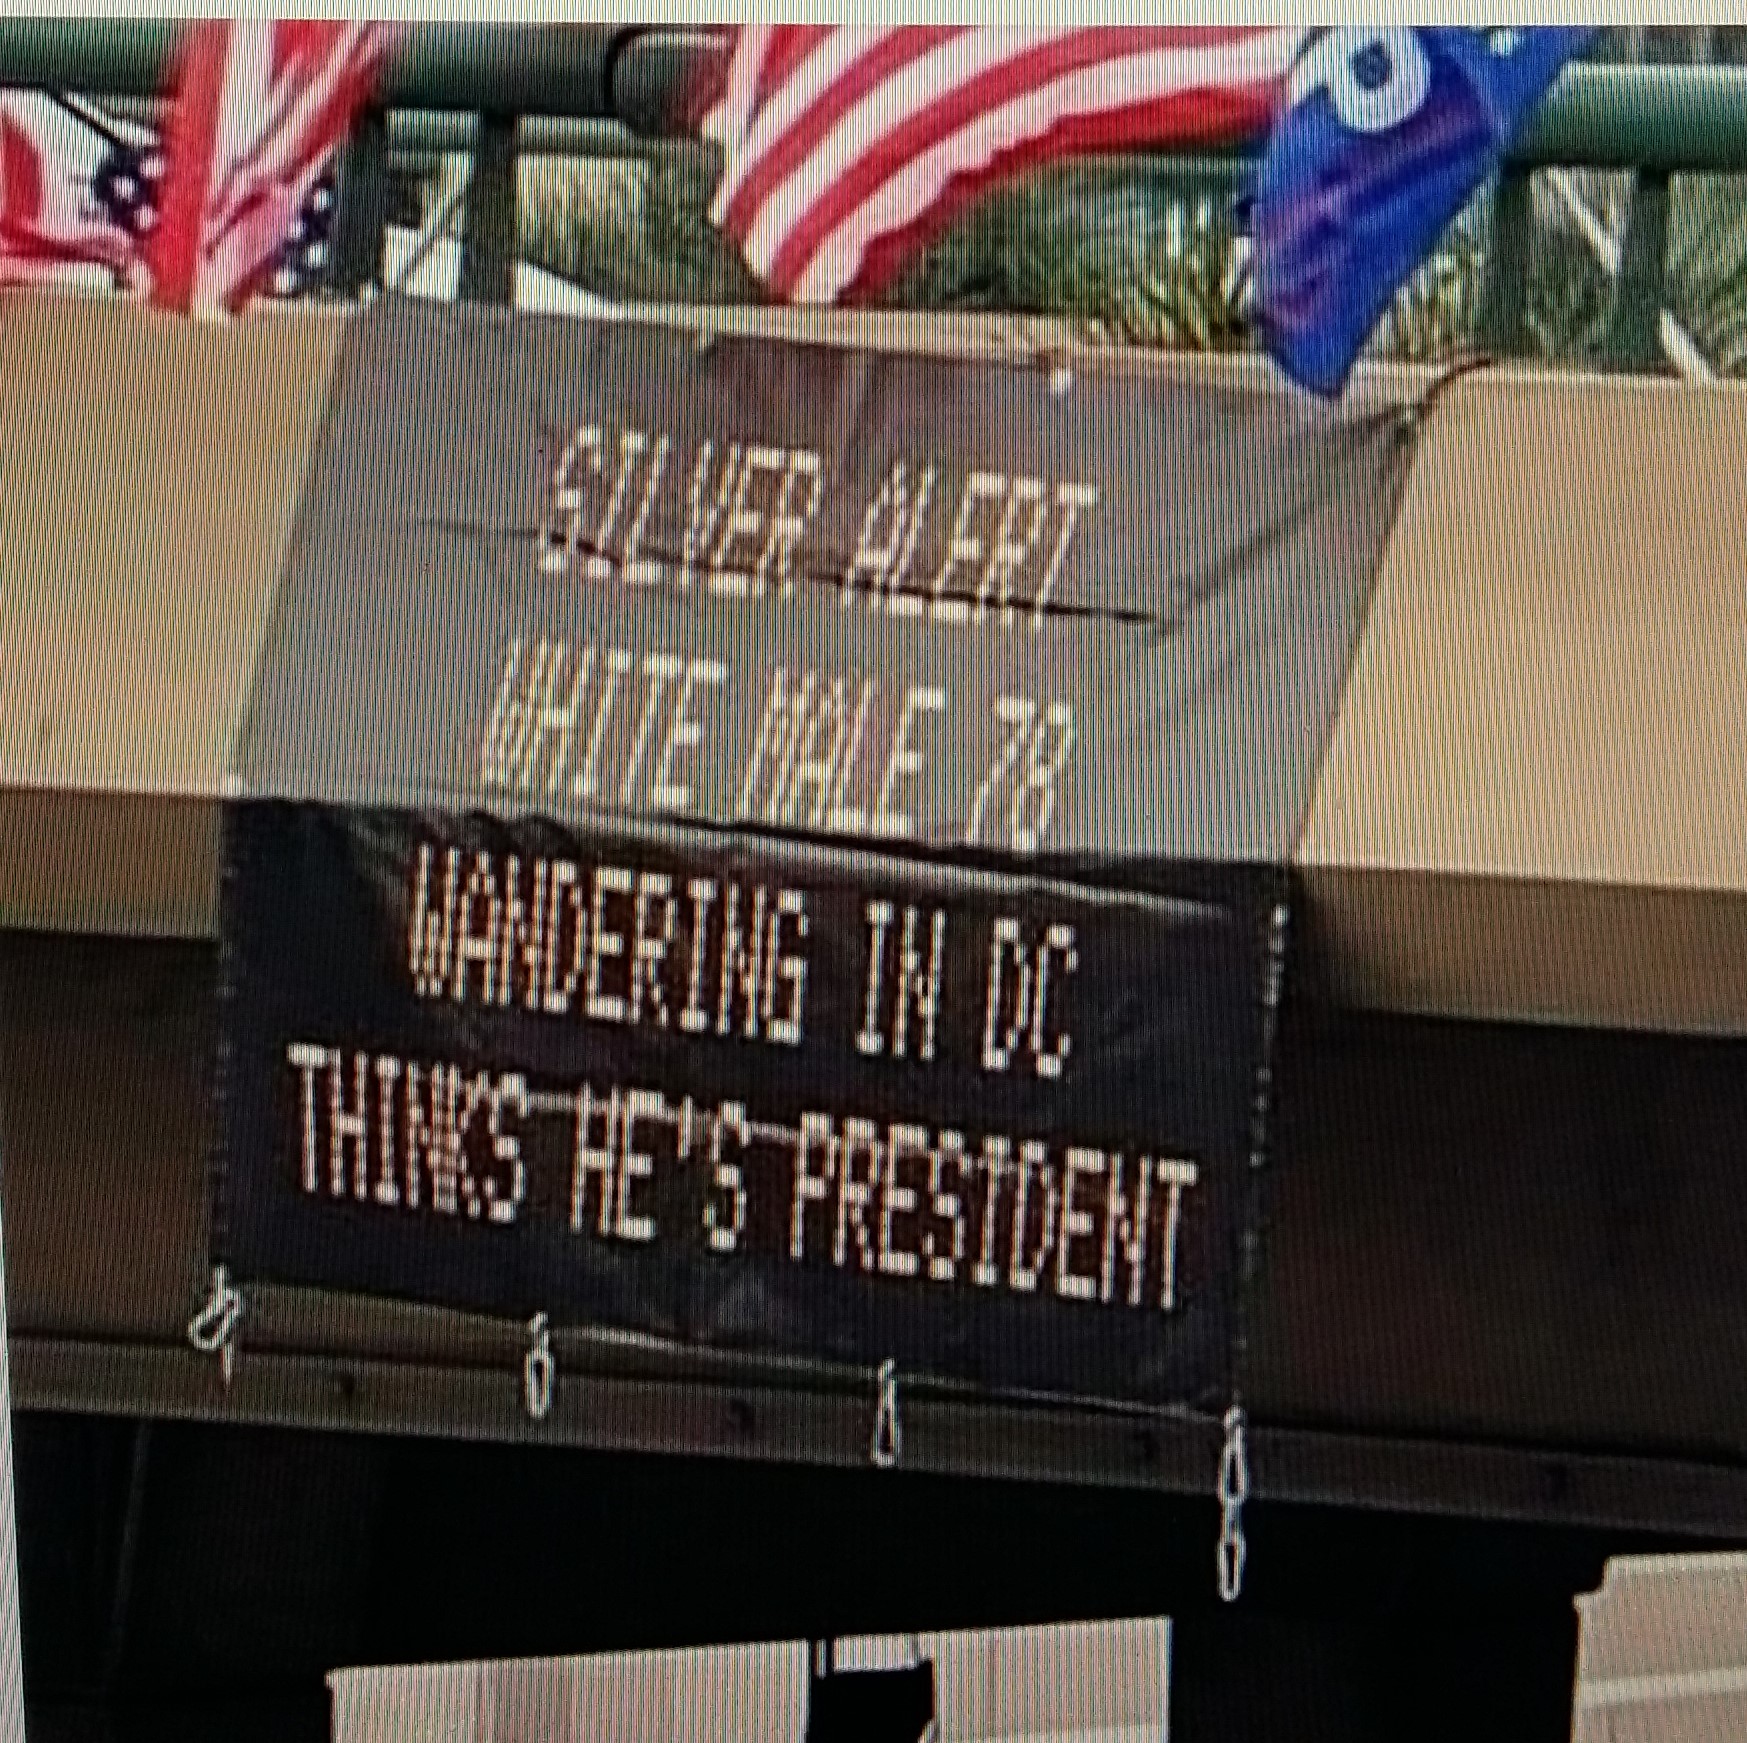 SILVER ALERT
WHITE MALE 78
WANDERING IN DC
THINKS HE'S PRESIDENT